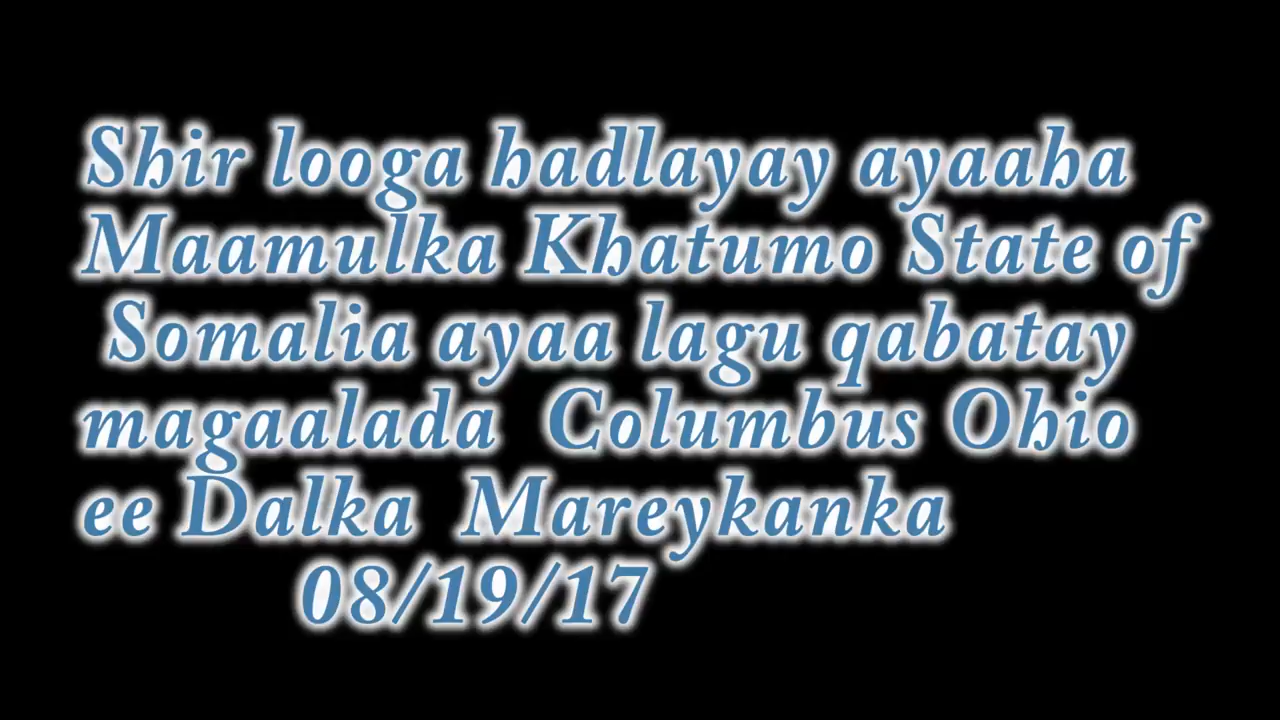 Shir looga hadlayay ayaaha
Maamulka Khatumo State of
Somalia ayaa lagu qabatay
magaalada Columbus Ohio
ee Dalka Mareykanka
08/19/17